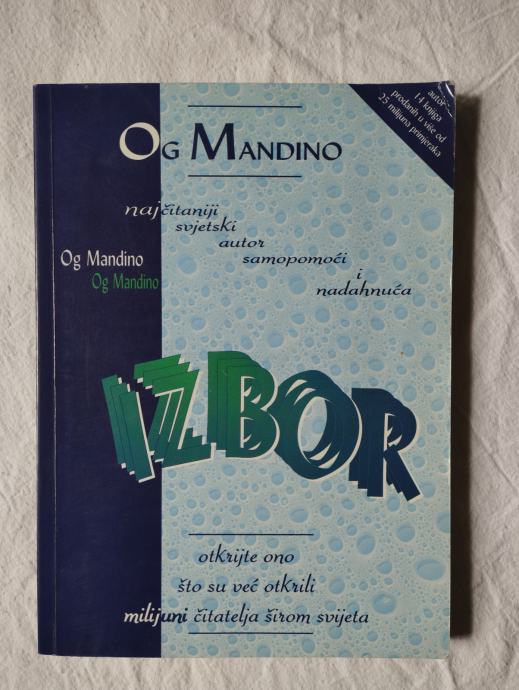 autor
14 knjiga
prodanih u više od
25 milijuna primjeraka
Og Mandino
najčitaniji
svjetski
autor
samopomoći
i
nadahnuća
Og Mandino
Og Mandino
IZBOR
otkrijte ono
što su već otkrili
milijuni čitatelja širom svijeta